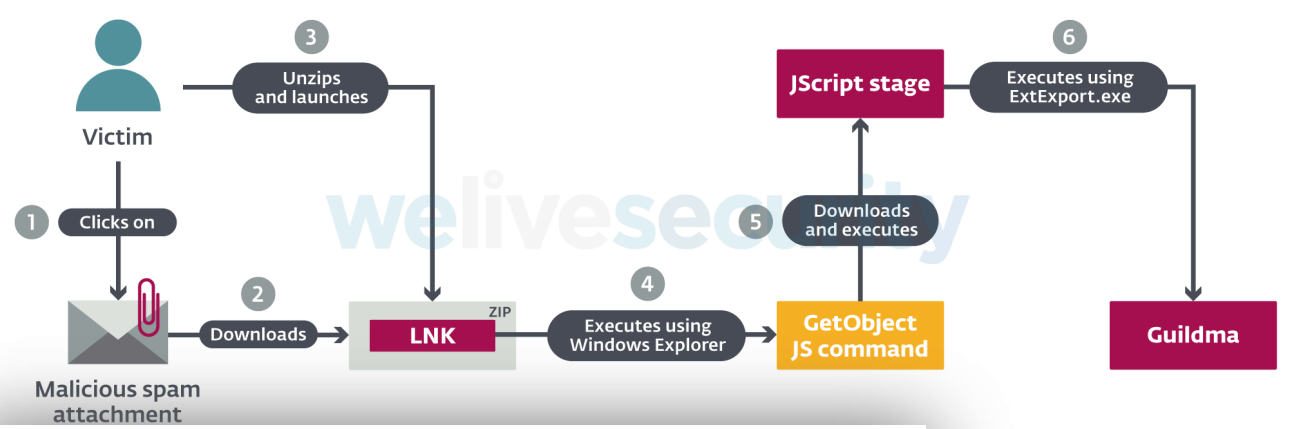 3
Unzips
and launches
Victim
1
Clicks on
2
Downloads
Malicious spam
attachment
ZIP
LNK
4
Executes using
Windows Explorer
GetObject
JS command
5
Downloads
and executes
JScript stage
6
Executes using
ExtExport.exe
Guildma
welivesecurity